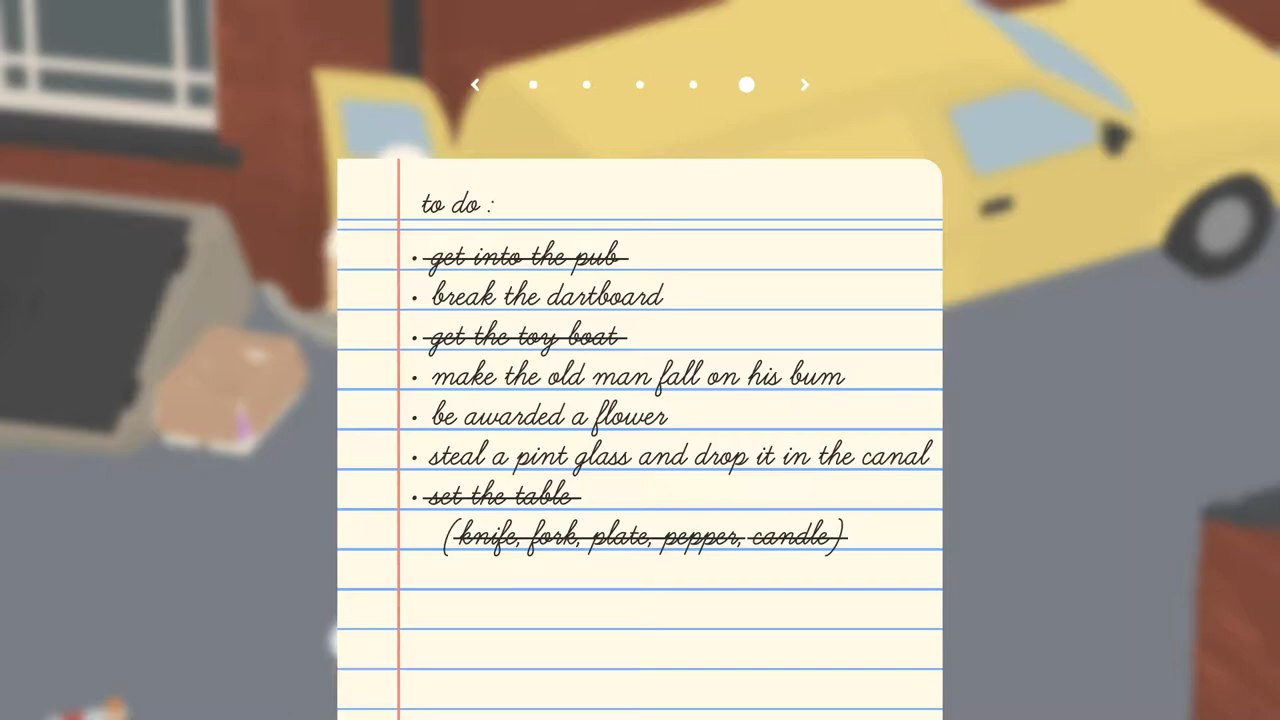 to do :
• get into the pub
• break the dartboard
• get the toy boat
• make the old man fall on his bum
• be awarded a flower
• steal a pint glass and drop it in the canal
• set the table
(knife, fork, plate, pepper, candle)